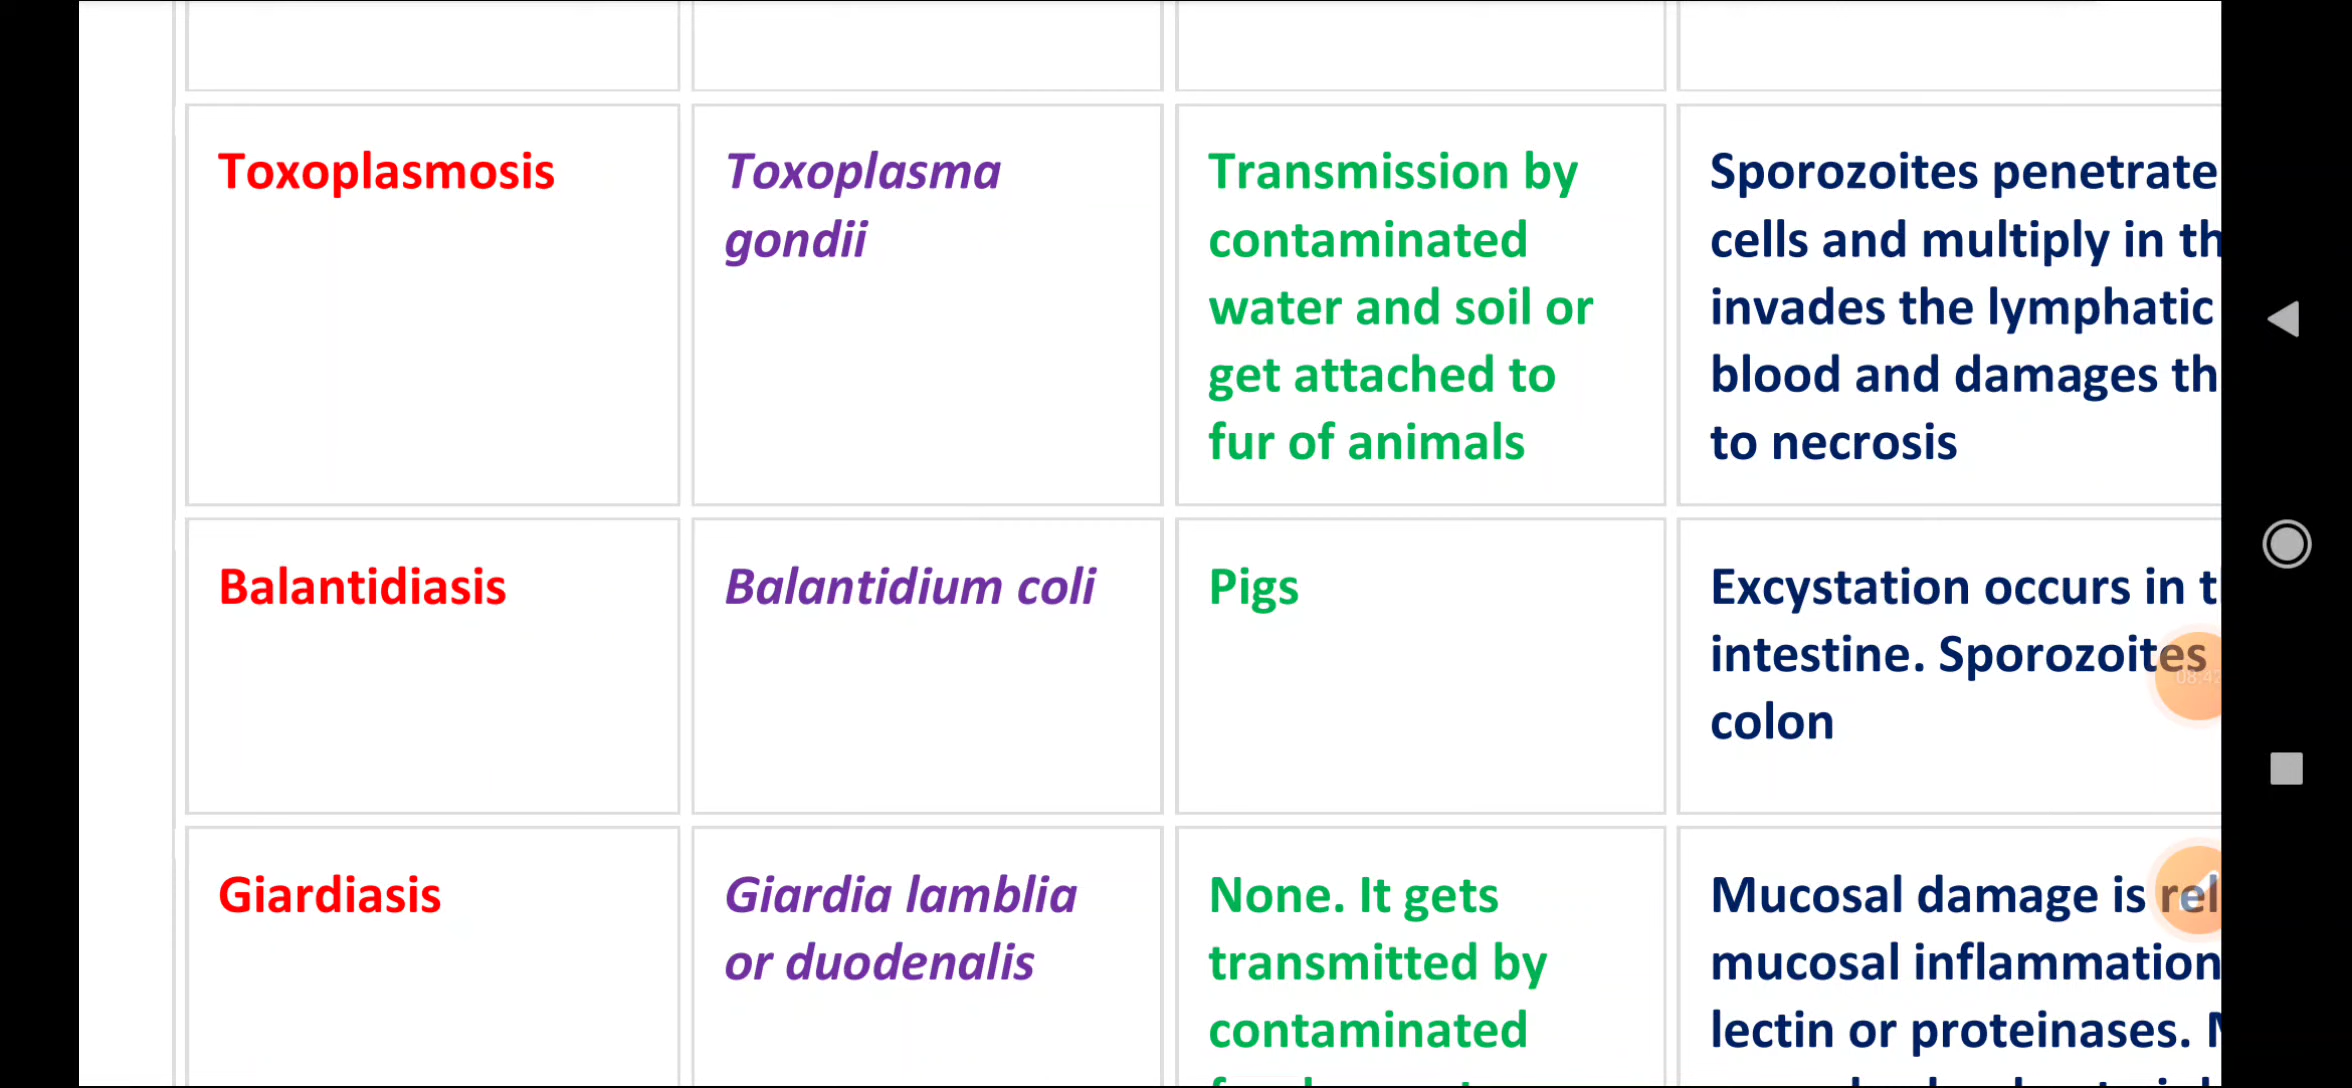 Toxoplasmosis
Toxoplasma
gondii
Transmission by
contaminated
water and soil or
get attached to
fur of animals
Sporozoites penetrate
cells and multiply in th
invades the lymphatic
blood and damages th
to necrosis
Balantidiasis
Balantidium coli
Pigs
Excystation occurs in t
intestine. Sporozoites
colon
Giardiasis
Giardia lamblia
or duodenalis
None. It gets
transmitted by
contaminated
Mucosal damage is rel
mucosal inflammation
lectin or proteinases.